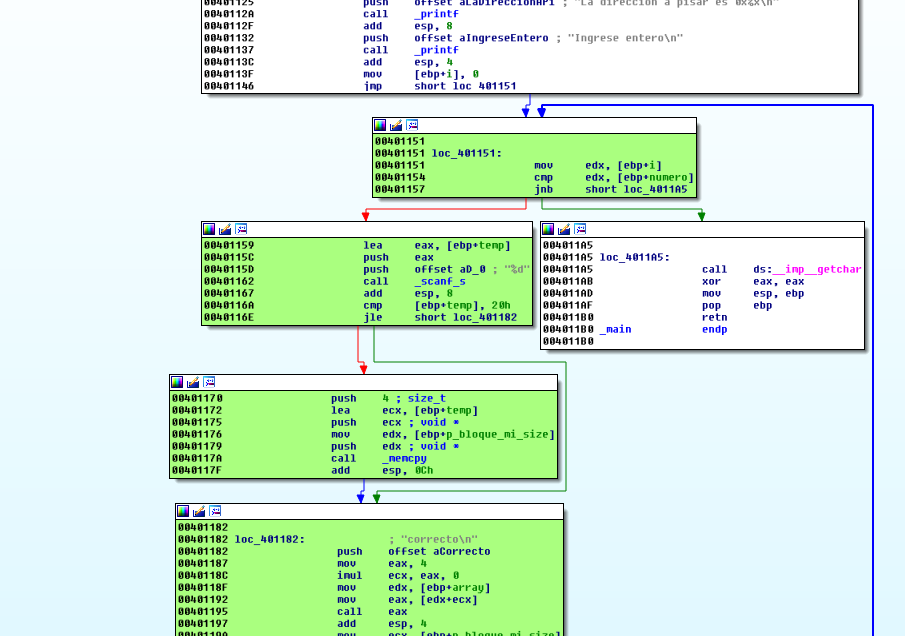 00401125 push offset aLaDireccionAPi ; "La direccion a pisar es 0x%x\n"
0040112A call _printf
0040112F add esp, 8
00401132 push offset aIngreseEntero ; "Ingrese entero\n"
00401137 call _printf
0040113C add esp, 4
0040113F mov [ebp+i], 0
00401146 jmp short loc_401151
00401151
00401151 loc_401151:
00401151 mov edx, [ebp+i]
00401154 cmp edx, [ebp+numero]
00401157 jnb short loc_4011A5
00401159 lea eax, [ebp+temp]
0040115C push eax
0040115D push offset aD_0 ; "%d"
00401162 call _scanf_s
00401167 add esp, 8
0040116A cmp [ebp+temp], 20h
0040116E jle short loc_401182
004011A5
004011A5 loc_4011A5:
004011A5 call ds:__imp__getchar
004011AB xor eax, eax
004011AD mov esp, ebp
004011AF pop ebp
004011B0 retn
004011B0 _main endp
004011B0
00401170 push 4 ; size_t
00401172 lea ecx, [ebp+temp]
00401175 push ecx ; void *
00401176 mov edx, [ebp+p_bloque_mi_size]
00401179 push edx ; void *
0040117A call _memcpy
0040117F add esp, 0Ch
00401182
00401182 loc_401182: ; "correcto\n"
00401182 push offset aCorrecto
00401187 mov eax, 4
0040118C imul ecx, eax, 0
0040118F mov edx, [ebp+array]
00401192 mov eax, [edx+ecx]
00401195 call eax
00401197 add esp, 4
0040119A mov ecx, [ebp+p_bloque_mi_size]